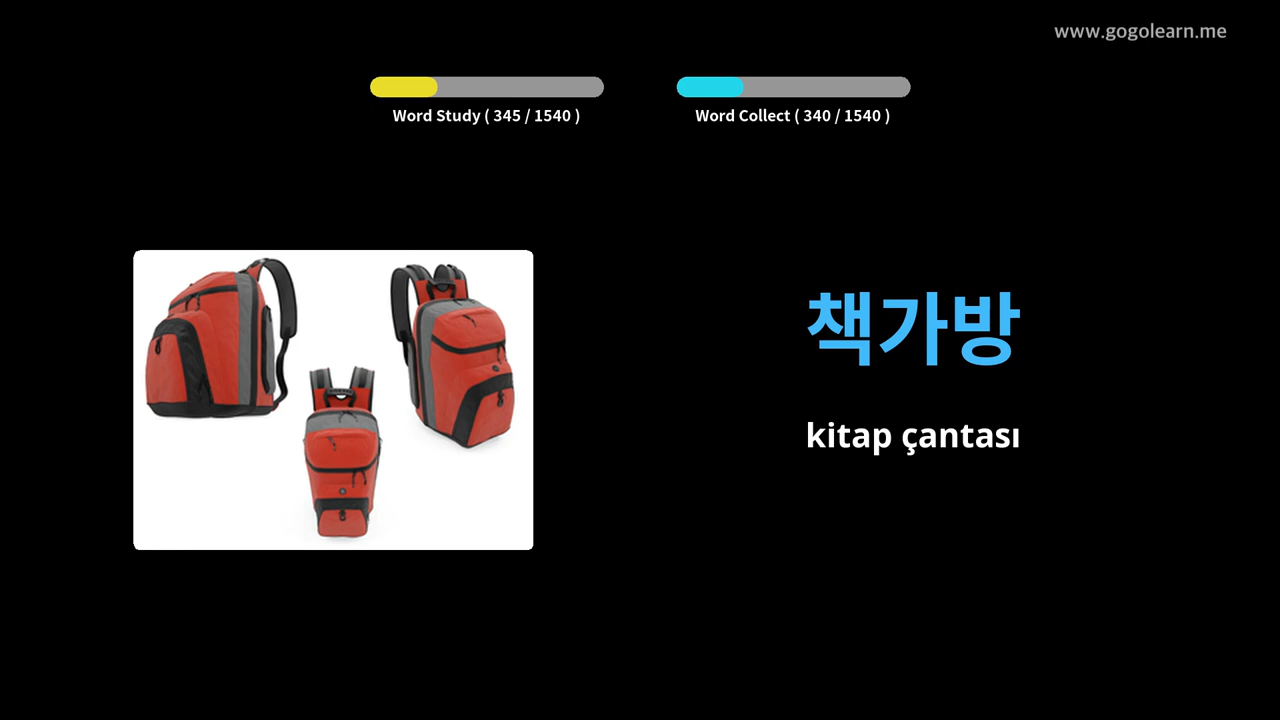 www.gogolearn.me
Word Study ( 345 / 1540 )
Word Collect ( 340 / 1540 )
책가방
kitap çantası